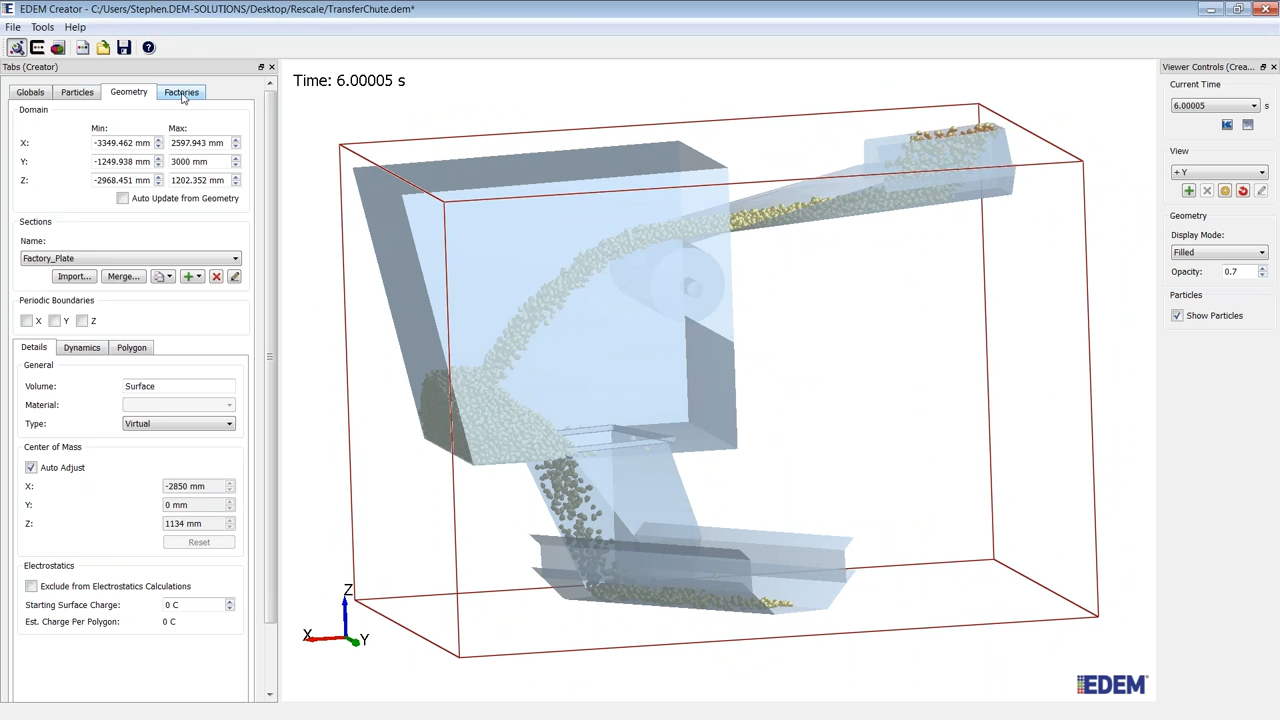 EDEM Creator - C:/Users/Stephen.DEM-SOLUTIONS/Desktop/Rescale/TransferChute.dem*
File Tools Help
Tabs (Creator)
Globals Particles Geometry Factories
Domain
Min: Max:
X: -3349.462 mm 2597.943 mm
Y: -1249.938 mm 3000 mm
Z: -2968.451 mm 1202.352 mm
Auto Update from Geometry
Sections
Name:
Factory_Plate
Import... Merge...
Periodic Boundaries
X Y Z
Details Dynamics Polygon
General
Volume: Surface
Material:
Type: Virtual
Center of Mass
Auto Adjust
X: -2850 mm
Y: 0 mm
Z: 1134 mm
Reset
Electrostatics
Exclude from Electrostatics Calculations
Starting Surface Charge: 0 C
Est. Charge Per Polygon: 0 C
Time: 6.00005 s
Z
X
Y
EDEM
Viewer Controls (Crea...
Current Time
6.00005 s
View
+ Y
Geometry
Display Mode:
Filled
Opacity: 0.7
Particles
Show Particles